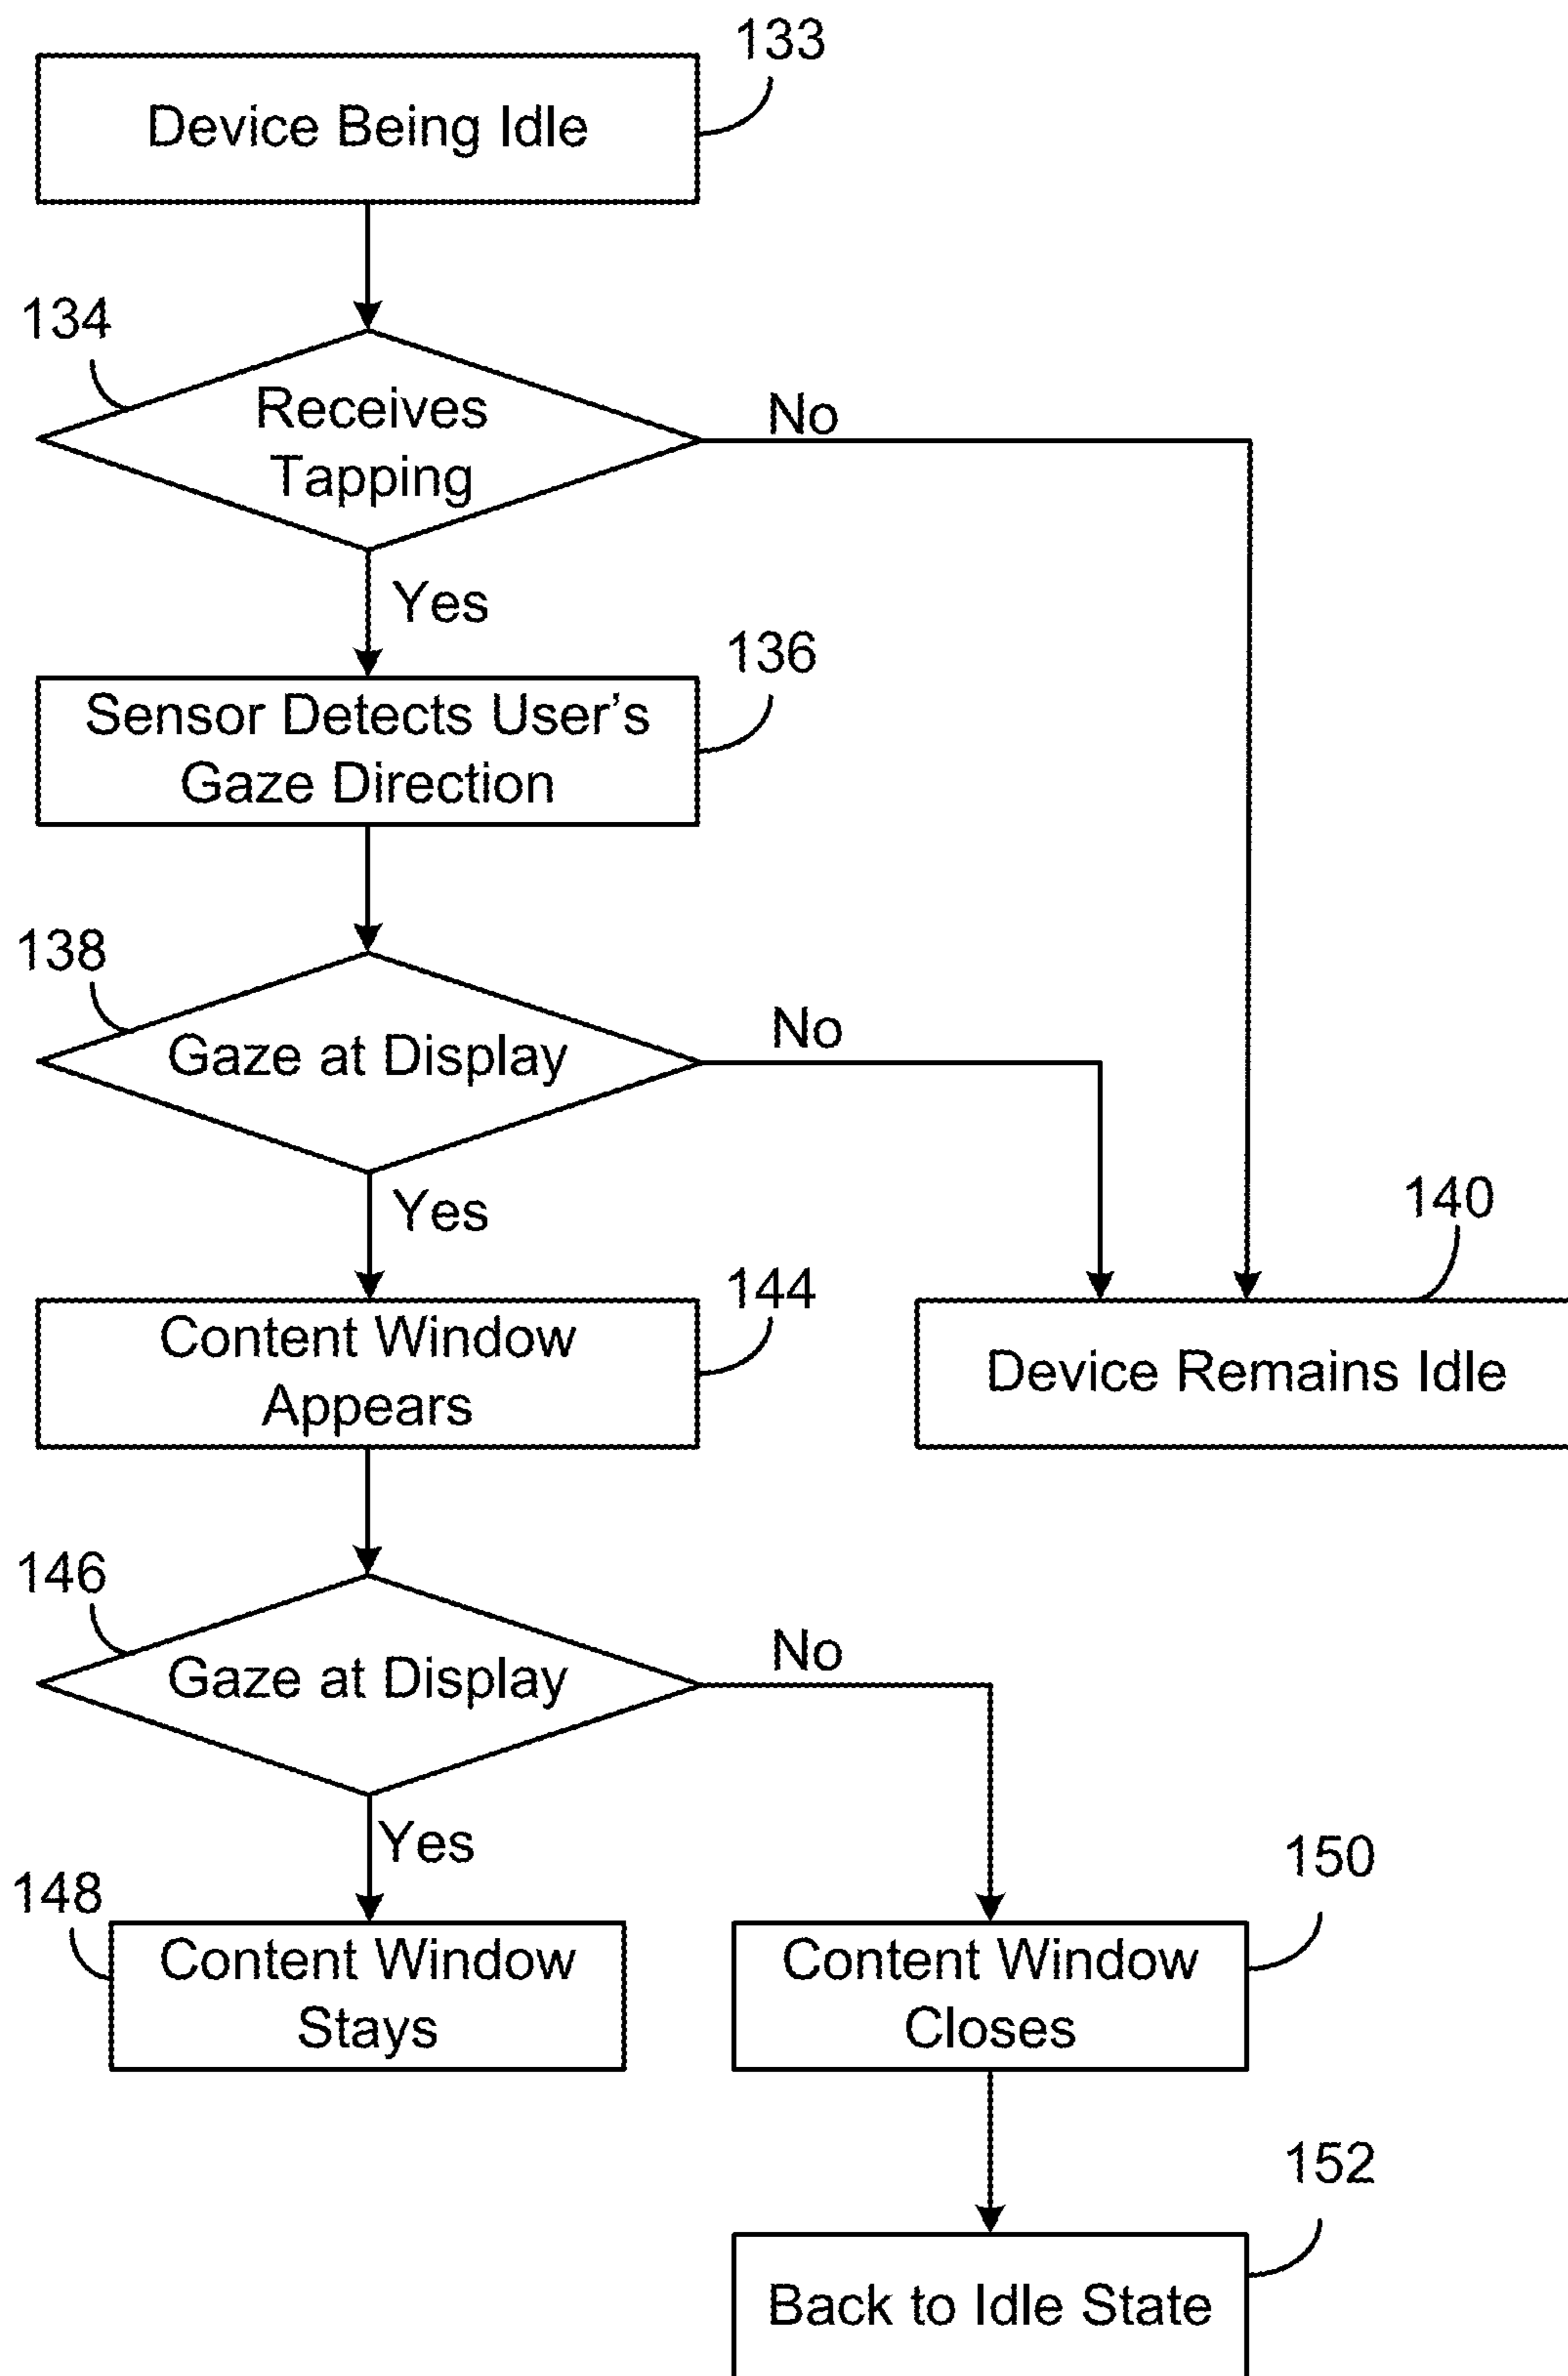 133
Device Being Idle
134
Receives
Tapping
No
Yes
136
Sensor Detects User's
Gaze Direction
138
Gaze at Display
No
Yes
140
144
Content Window
Appears
Device Remains Idle
146
Gaze at Display
No
Yes
148
150
Content Window
Stays
Content Window
Closes
152
Back to Idle State